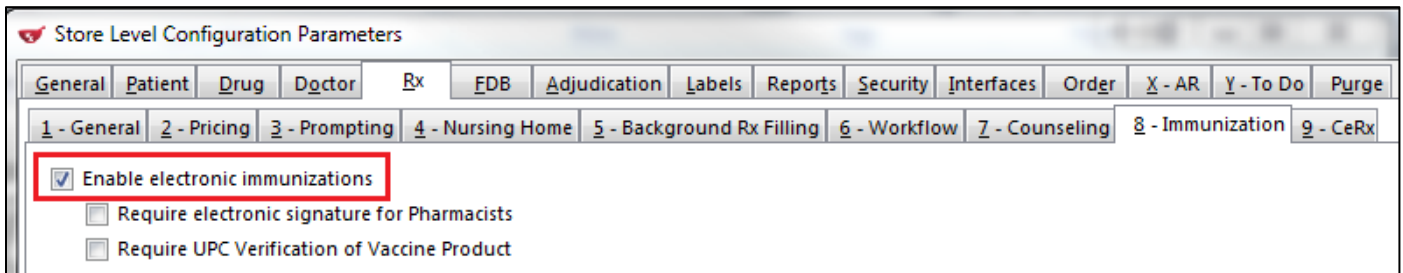 Store Level Configuration Parameters
General Patient Drug Doctor Rx FDB Adjudication Labels Reports Security Interfaces Order X - AR Y - To Do Purge
1 - General 2 - Pricing 3 - Prompting 4 - Nursing Home 5 - Background Rx Filling 6 - Workflow 7 - Counseling 8 - Immunization 9 - CeRx
Enable electronic immunizations
Require electronic signature for Pharmacists
Require UPC Verification of Vaccine Product